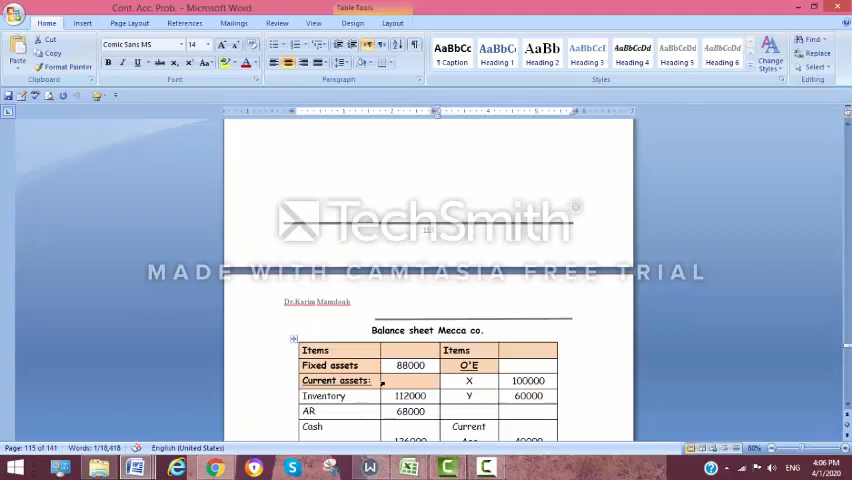 Cont. Acc. Prob. - Microsoft Word
Table Tools
Home Insert Page Layout References Mailings Review View Design Layout
Cut
Copy
Format Painter
Paste
Clipboard
Comic Sans MS 14
Font
Paragraph
AaBbCc AaBbCc AaBb AaBbCcI AaBbCcDd AaBbCcDd AaBbCcDd
¶ Caption Heading 1 Heading 2 Heading 3 Heading 4 Heading 5 Heading 6
Change Styles
Styles
Find
Replace
Select
Editing
TechSmith
MADE WITH CAMTASIA FREE TRIAL
Dr.Karim Mamdouh
Balance sheet Mecca co.
Items Items
Fixed assets 88000 O'E
Current assets: X 100000
Inventory 112000 Y 60000
AR 68000
Cash Current
Page: 115 of 141 Words: 1/18,418 English (United States) 80%
ENG
4:06 PM
4/1/2020